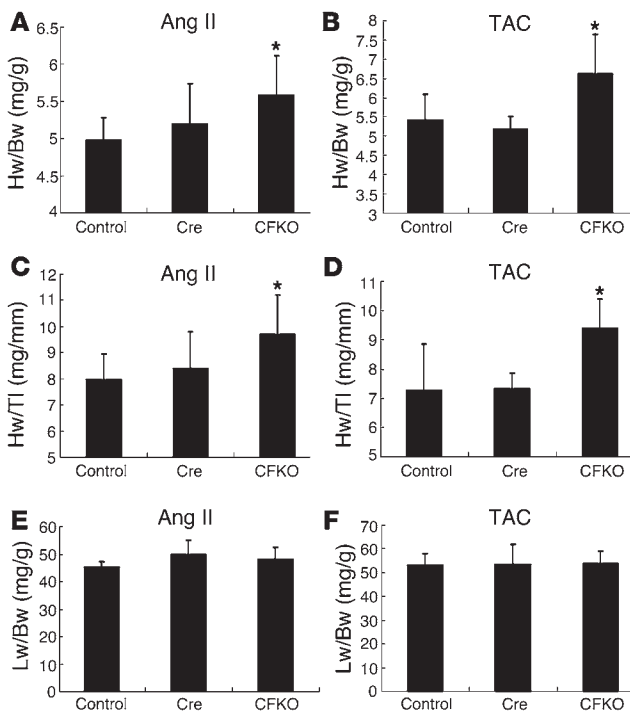 A Ang II
Hw/Bw (mg/g)
6.5
6
5.5
5
4.5
4
*
Control Cre CFKO
B TAC
Hw/Bw (mg/g)
8
7.5
7
6.5
6
5.5
5
4.5
4
3.5
3
*
Control Cre CFKO
C Ang II
Hw/Tl (mg/mm)
12
11
10
9
8
7
6
5
*
Control Cre CFKO
D TAC
Hw/Tl (mg/mm)
11
10
9
8
7
6
5
*
Control Cre CFKO
E Ang II
Lw/Bw (mg/g)
60
50
40
30
20
10
0
Control Cre CFKO
F TAC
Lw/Bw (mg/g)
70
60
50
40
30
20
10
0
Control Cre CFKO